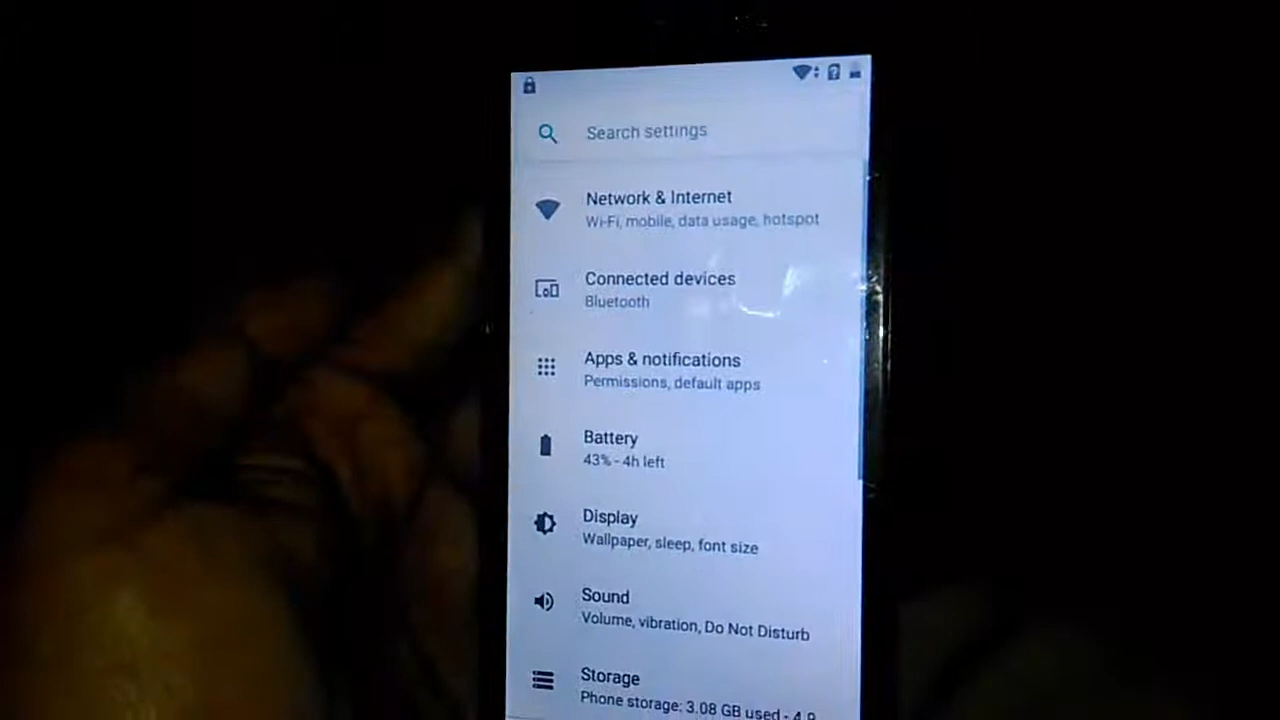 Search settings
Network & Internet
Wi-Fi, mobile, data usage, hotspot
Connected devices
Bluetooth
Apps & notifications
Permissions, default apps
Battery
43% - 4h left
Display
Wallpaper, sleep, font size
Sound
Volume, vibration, Do Not Disturb
Storage
Phone storage: 3.08 GB used - 4.9